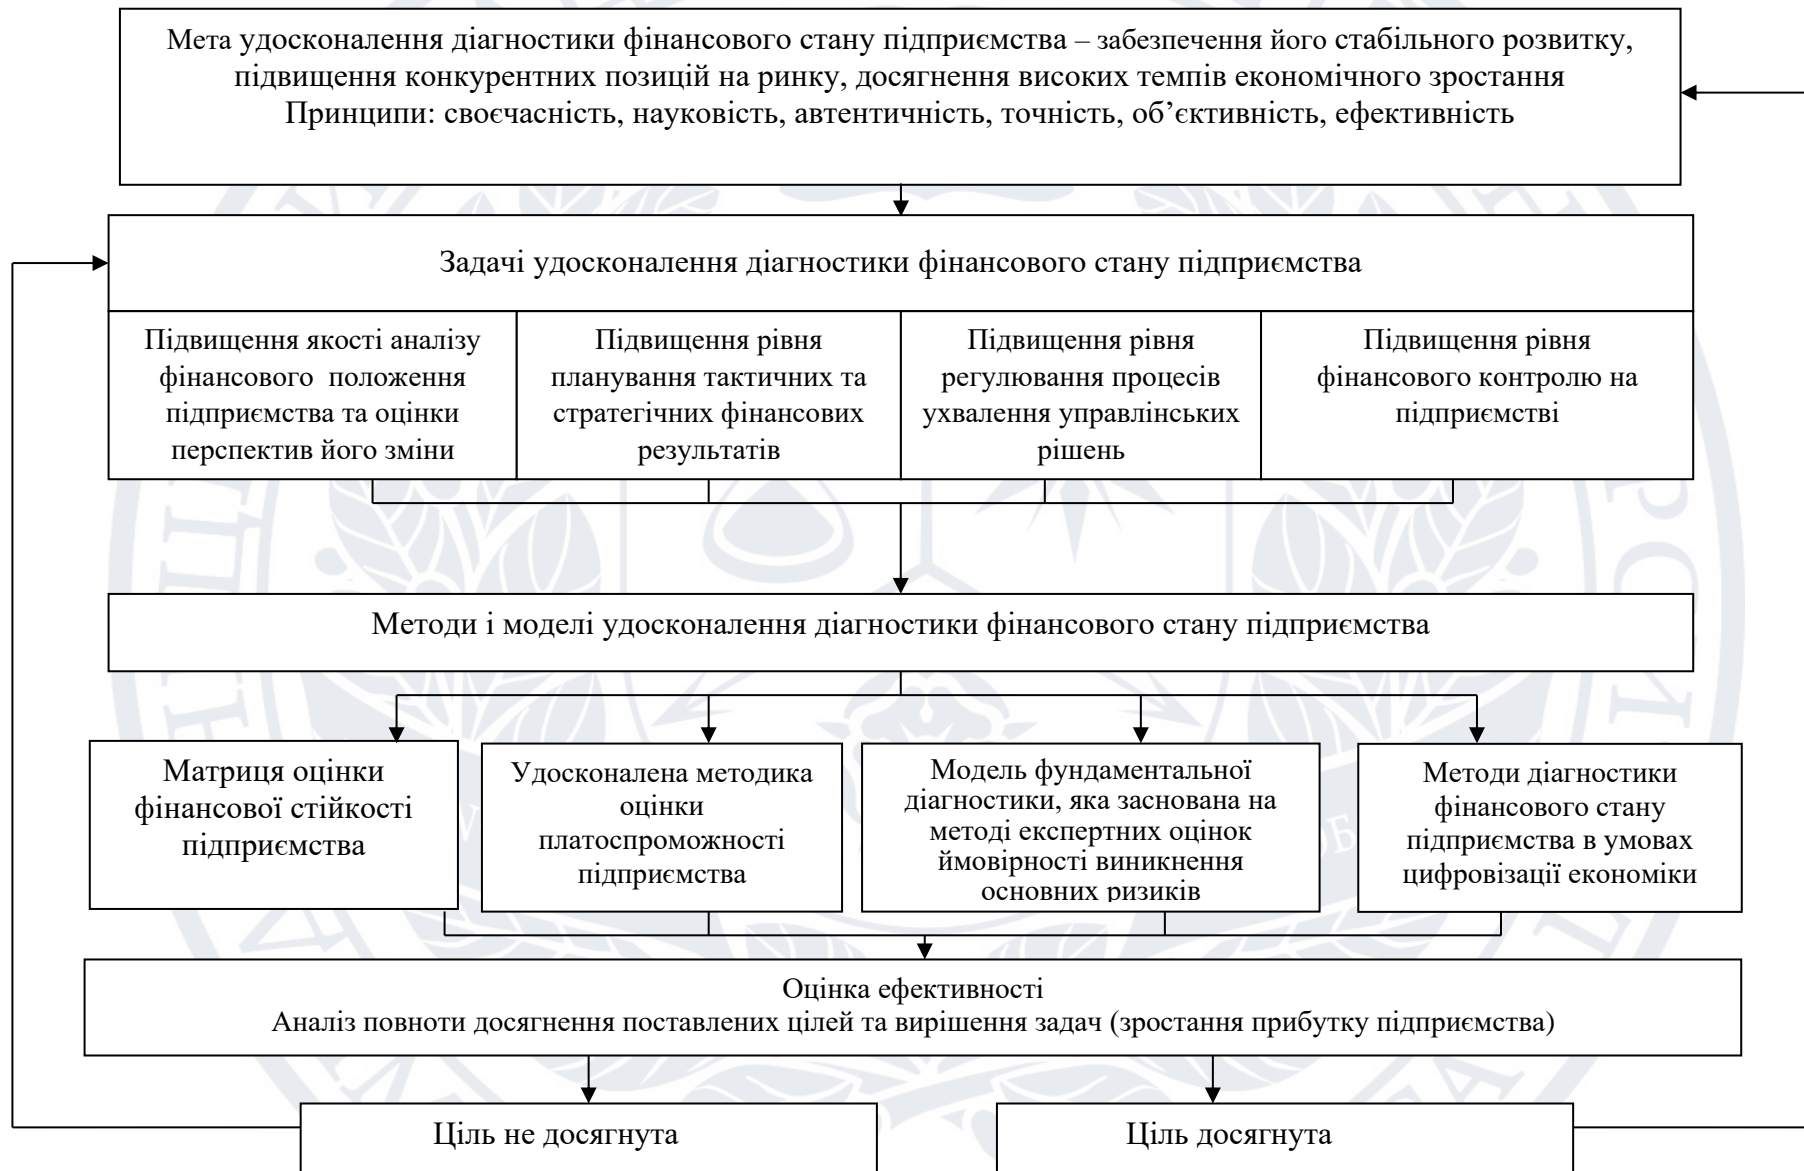 Мета удосконалення діагностики фінансового стану підприємства – забезпечення його стабільного розвитку,
підвищення конкурентних позицій на ринку, досягнення високих темпів економічного зростання
Принципи: своєчасність, науковість, автентичність, точність, об’єктивність, ефективність
Задачі удосконалення діагностики фінансового стану підприємства
Підвищення якості аналізу
фінансового положення
підприємства та оцінки
перспектив його зміни
Підвищення рівня
планування тактичних та
стратегічних фінансових
результатів
Підвищення рівня
регулювання процесів
ухвалення управлінських
рішень
Підвищення рівня
фінансового контролю на
підприємстві
Методи і моделі удосконалення діагностики фінансового стану підприємства
Матриця оцінки
фінансової стійкості
підприємства
Удосконалена методика
оцінки
платоспроможності
підприємства
Модель фундаментальної
діагностики, яка заснована на
методі експертних оцінок
ймовірності виникнення
основних ризиків
Методи діагностики
фінансового стану
підприємства в умовах
цифровізації економіки
Оцінка ефективності
Аналіз повноти досягнення поставлених цілей та вирішення задач (зростання прибутку підприємства)
Ціль не досягнута
Ціль досягнута